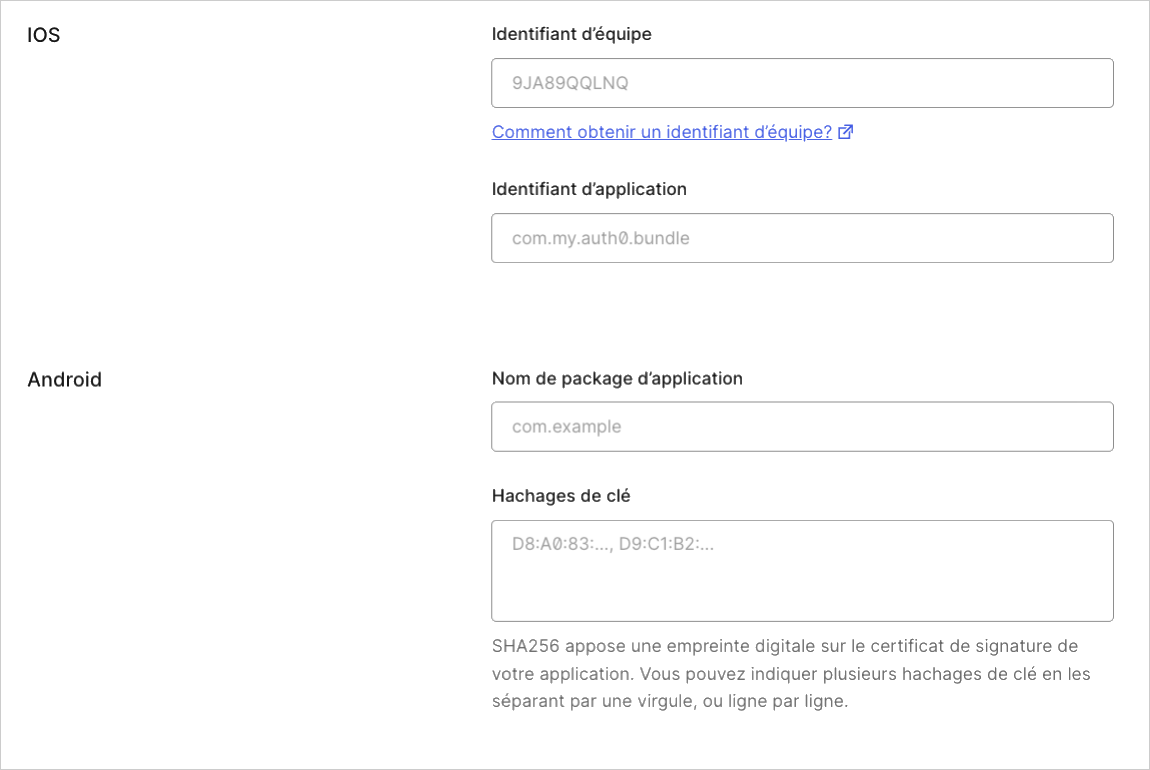 IOS
Identifiant d’équipe
9JA89QQLNQ
Comment obtenir un identifiant d’équipe?
Identifiant d’application
com.my.auth0.bundle
Android
Nom de package d’application
com.example
Hachages de clé
D8:A0:83:..., D9:C1:B2:...
SHA256 appose une empreinte digitale sur le certificat de signature de
votre application. Vous pouvez indiquer plusieurs hachages de clé en les
séparant par une virgule, ou ligne par ligne.